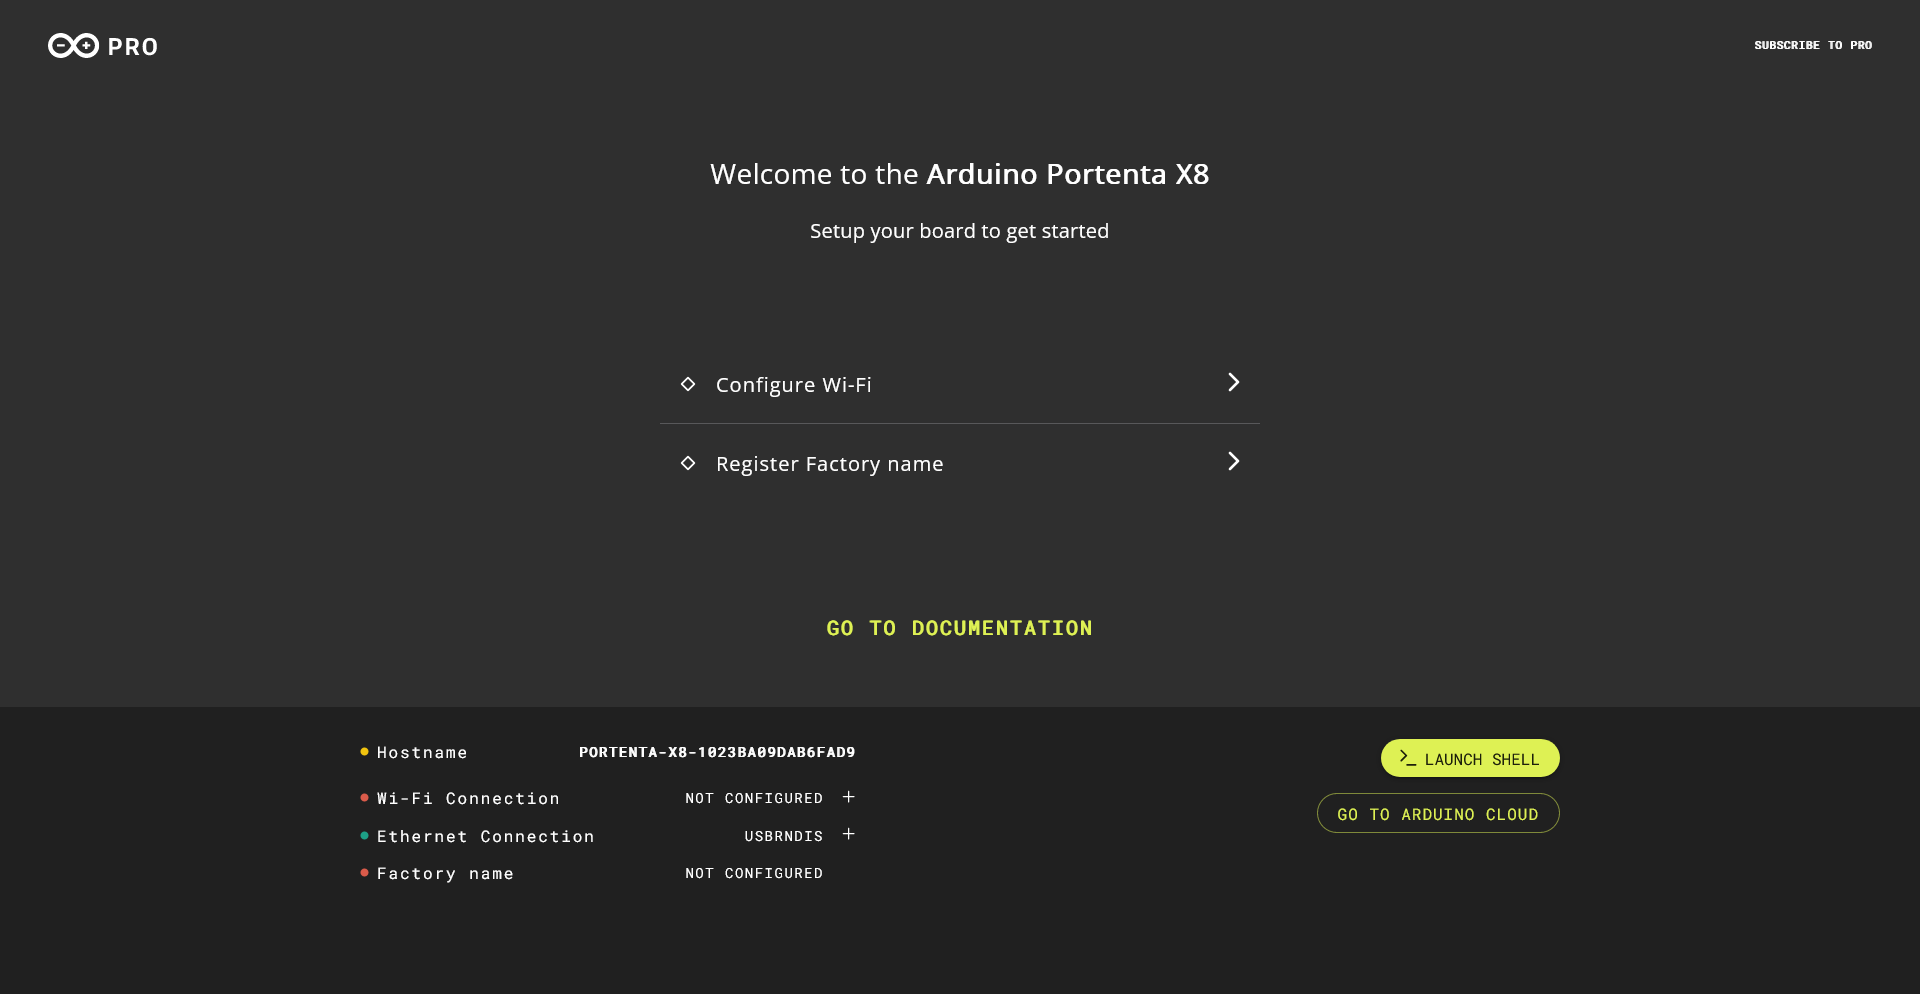 PRO
SUBSCRIBE TO PRO
Welcome to the Arduino Portenta X8
Setup your board to get started
Configure Wi-Fi
Register Factory name
GO TO DOCUMENTATION
Hostname PORTENTA-X8-1023BA09DAB6FAD9
Wi-Fi Connection NOT CONFIGURED +
Ethernet Connection USBRNDIS +
Factory name NOT CONFIGURED
>_ LAUNCH SHELL
GO TO ARDUINO CLOUD